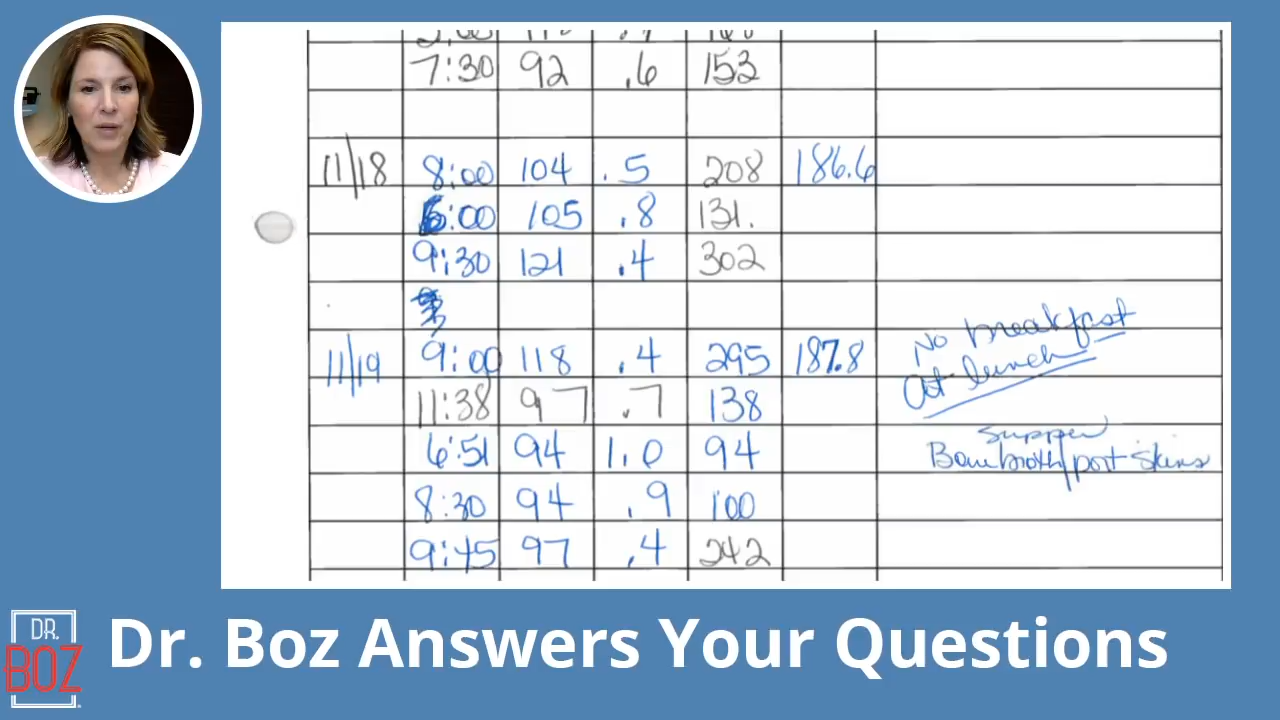 7:30 92 .6 153
11/18 8:00 104 .5 208 186.6
6:00 105 .8 131.
9:30 121 .4 302
11/19 9:00 118 .4 295 187.8 No breakfast
At lunch
11:38 97 .7 138
supper
6:51 94 1.0 94 Bone broth/ skins
8:30 94 .9 100
9:45 97 .4 242
DR.
BOZ
Dr. Boz Answers Your Questions